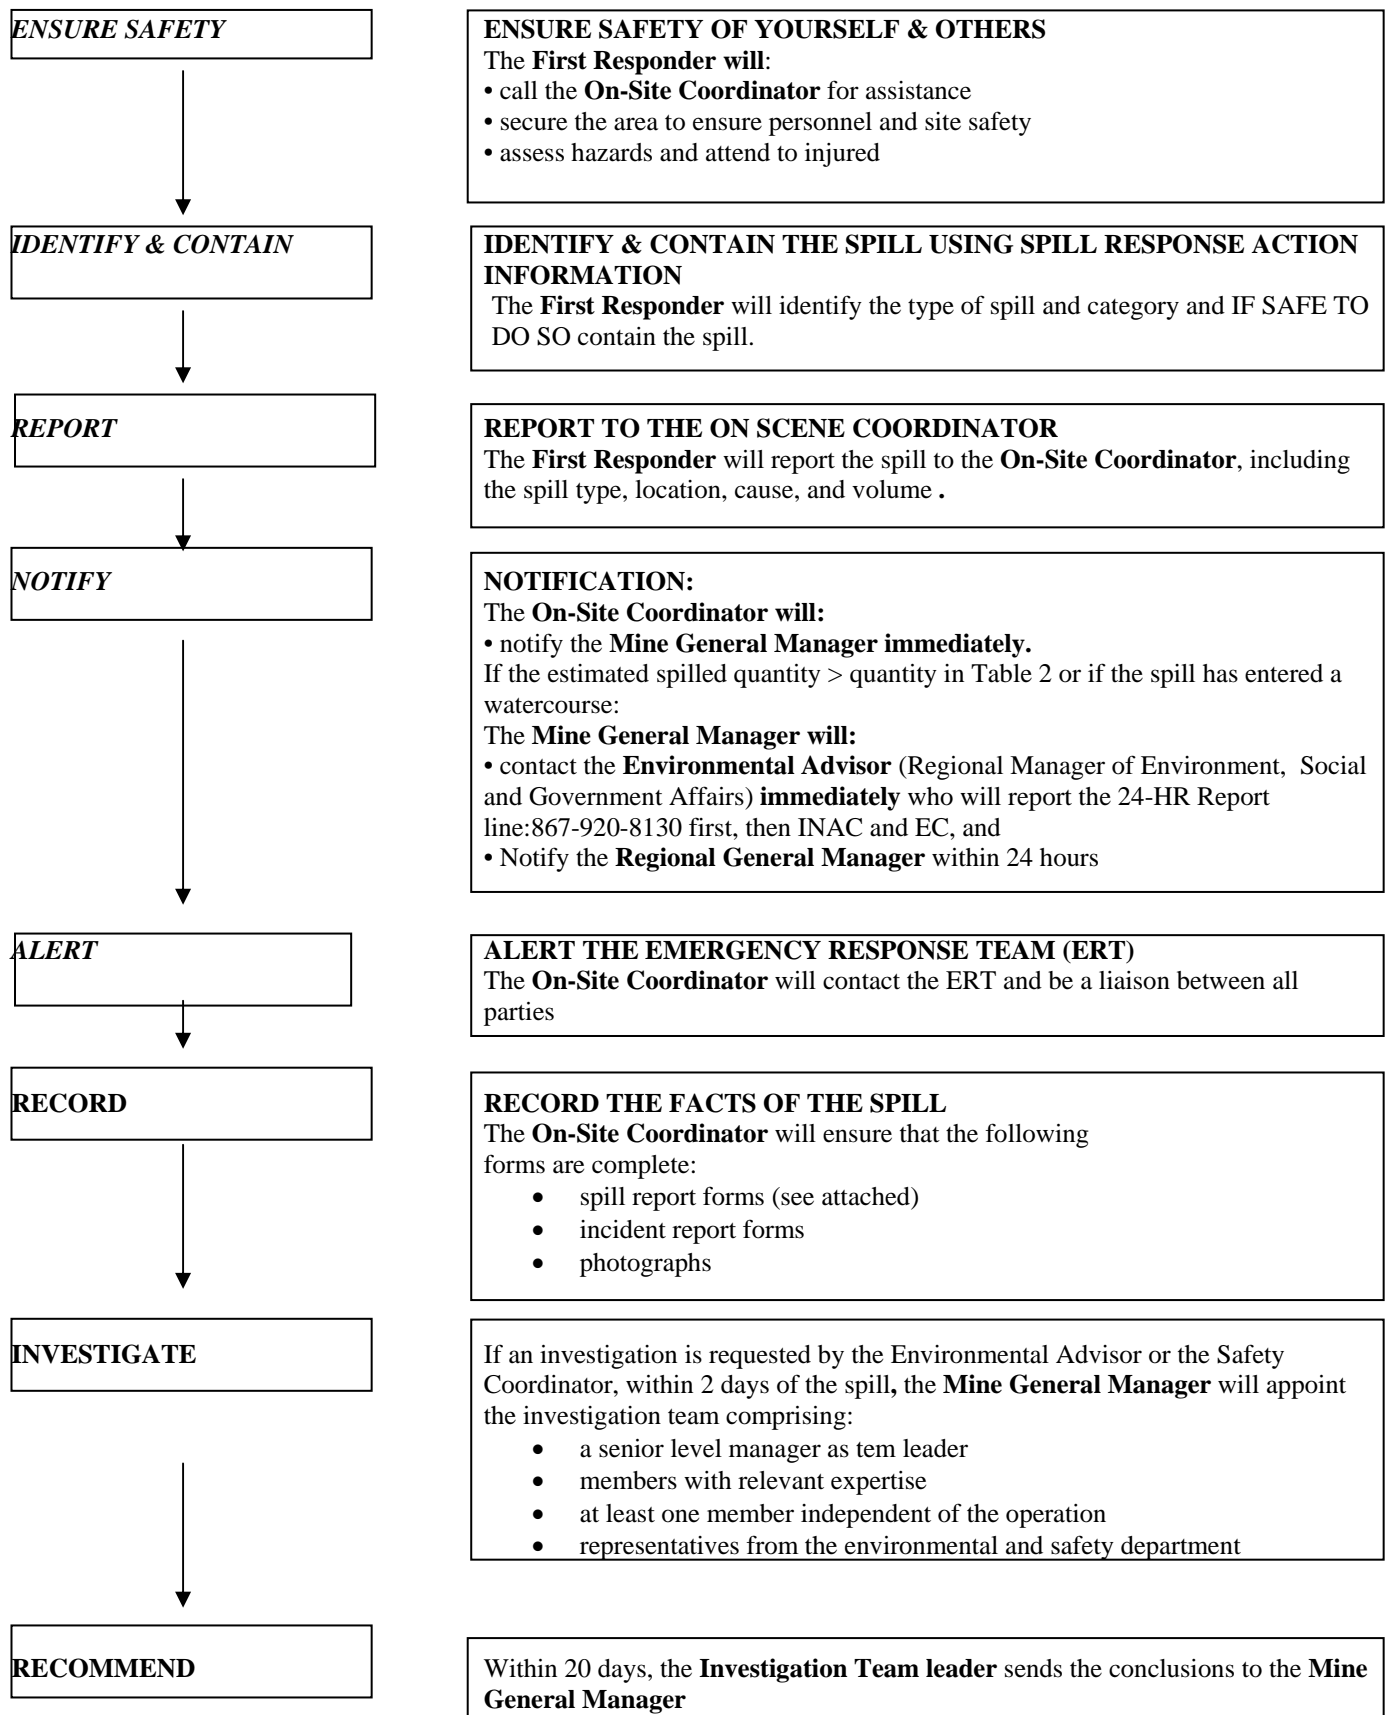 ENSURE SAFETY
ENSURE SAFETY OF YOURSELF & OTHERS
The First Responder will:
• call the On-Site Coordinator for assistance
• secure the area to ensure personnel and site safety
• assess hazards and attend to injured
IDENTIFY & CONTAIN
IDENTIFY & CONTAIN THE SPILL USING SPILL RESPONSE ACTION
INFORMATION
The First Responder will identify the type of spill and category and IF SAFE TO
DO SO contain the spill.
REPORT
REPORT TO THE ON SCENE COORDINATOR
The First Responder will report the spill to the On-Site Coordinator, including
the spill type, location, cause, and volume .
NOTIFY
NOTIFICATION:
The On-Site Coordinator will:
• notify the Mine General Manager immediately.
If the estimated spilled quantity > quantity in Table 2 or if the spill has entered a
watercourse:
The Mine General Manager will:
• contact the Environmental Advisor (Regional Manager of Environment, Social
and Government Affairs) immediately who will report the 24-HR Report
line:867-920-8130 first, then INAC and EC, and
• Notify the Regional General Manager within 24 hours
ALERT
ALERT THE EMERGENCY RESPONSE TEAM (ERT)
The On-Site Coordinator will contact the ERT and be a liaison between all
parties
RECORD
RECORD THE FACTS OF THE SPILL
The On-Site Coordinator will ensure that the following
forms are complete:
• spill report forms (see attached)
• incident report forms
• photographs
INVESTIGATE
If an investigation is requested by the Environmental Advisor or the Safety
Coordinator, within 2 days of the spill, the Mine General Manager will appoint
the investigation team comprising:
• a senior level manager as tem leader
• members with relevant expertise
• at least one member independent of the operation
• representatives from the environmental and safety department
RECOMMEND
Within 20 days, the Investigation Team leader sends the conclusions to the Mine
General Manager